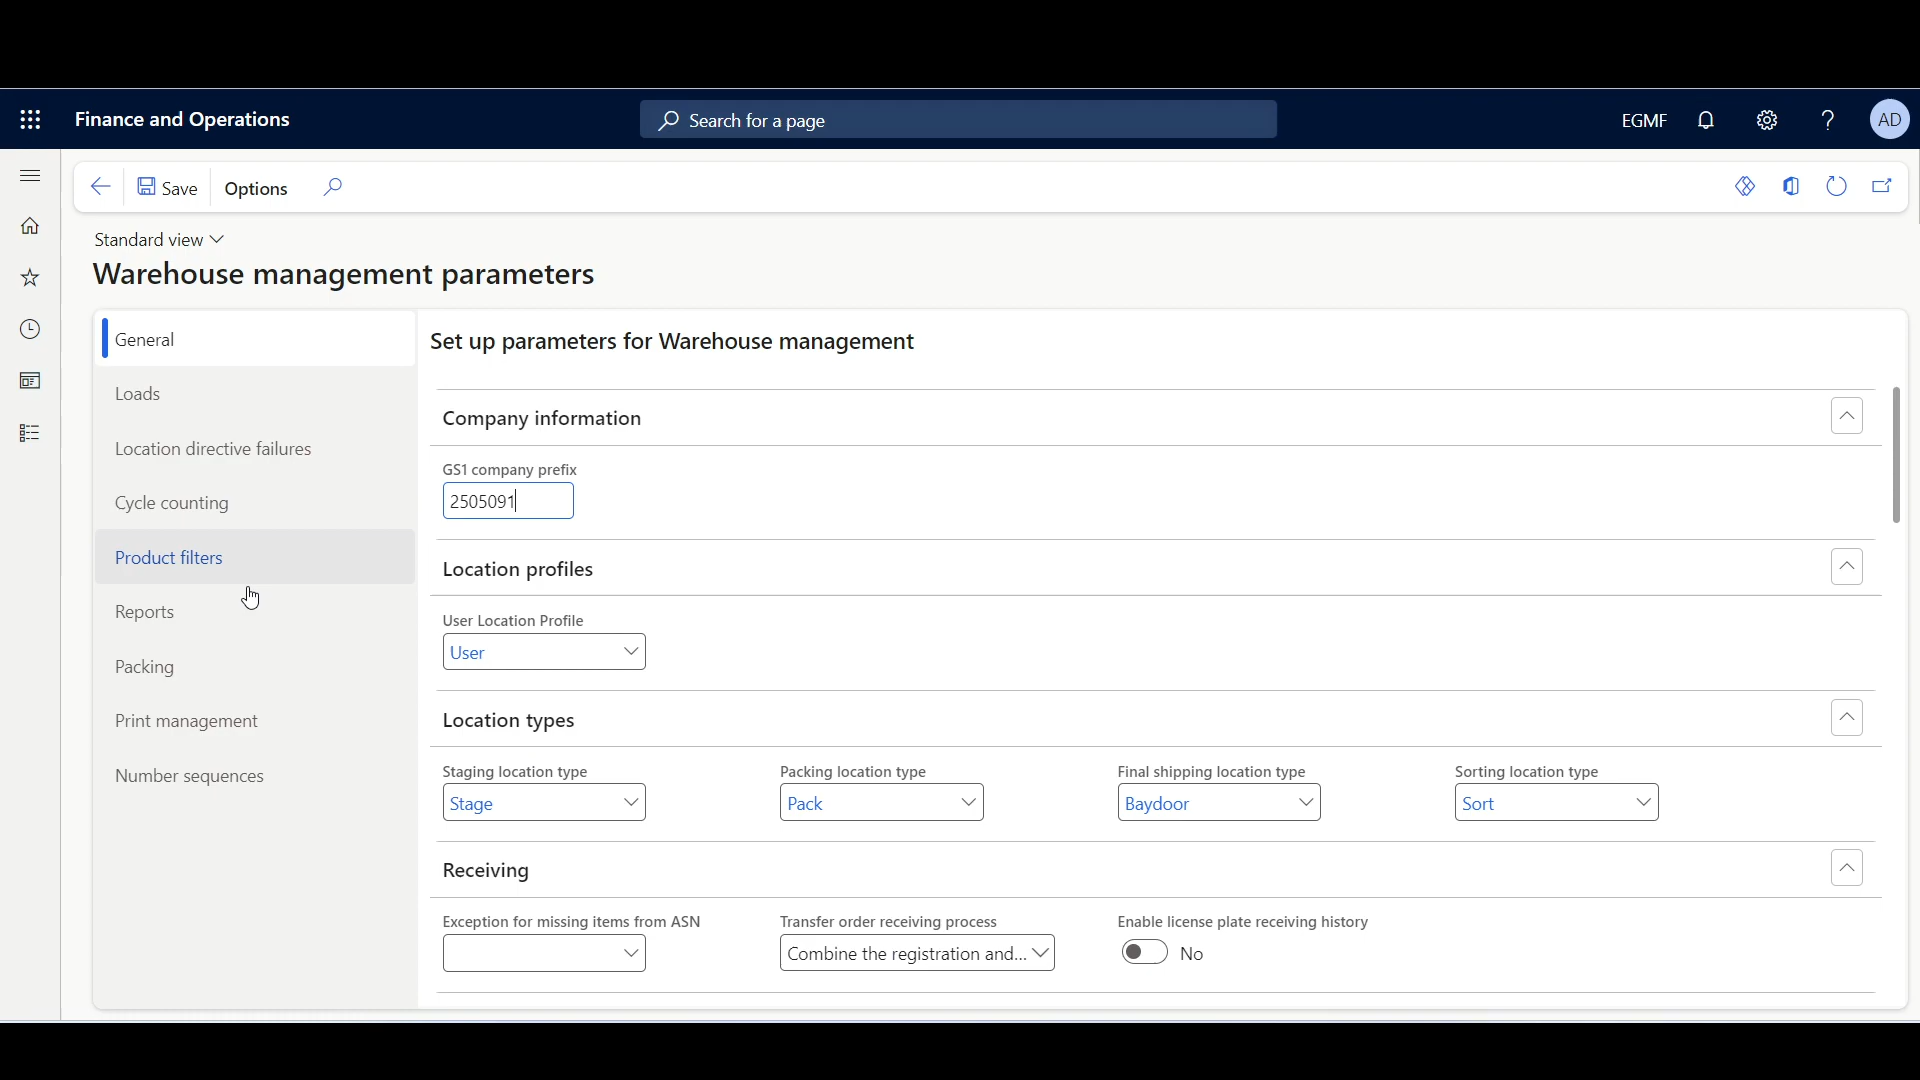 Finance and Operations
Search for a page
EGMF
AD
Save
Options
Standard view
Warehouse management parameters
General
Loads
Location directive failures
Cycle counting
Product filters
Reports
Packing
Print management
Number sequences
Set up parameters for Warehouse management
Company information
GS1 company prefix
2505091
Location profiles
User Location Profile
User
Location types
Staging location type
Packing location type
Final shipping location type
Sorting location type
Stage
Pack
Baydoor
Sort
Receiving
Exception for missing items from ASN
Transfer order receiving process
Enable license plate receiving history
Combine the registration and...
No